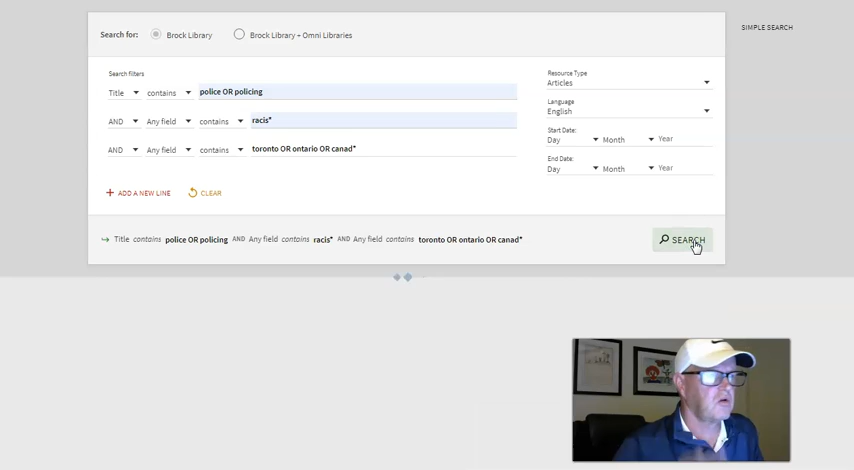 Search for: Brock Library Brock Library + Omni Libraries
SIMPLE SEARCH
Search filters
Title contains police OR policing
AND Any field contains racis*
AND Any field contains toronto OR ontario OR canad*
Resource Type
Articles
Language
English
Start Date:
Day Month Year
End Date:
Day Month Year
+ ADD A NEW LINE CLEAR
Title contains police OR policing AND Any field contains racis* AND Any field contains toronto OR ontario OR canad*
SEARCH